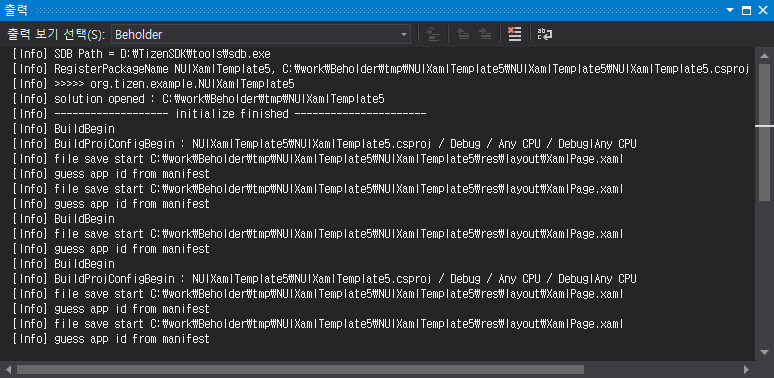 출력
출력 보기 선택(S): Beholder
[Info] SDB Path = D:₩TizenSDK₩tools₩sdb.exe
[Info] RegisterPackageName NUIXamlTemplate5, C:₩work₩Beholder₩tmp₩NUIXamlTemplate5₩NUIXamlTemplate5₩NUIXamlTemplate5.csproj
[Info] >>>>> org.tizen.example.NUIXamlTemplate5
[Info] solution opened : C:₩work₩Beholder₩tmp₩NUIXamlTemplate5
[Info] ------------------- initialize finished ----------------------
[Info] BuildBegin
[Info] BuildProjConfigBegin : NUIXamlTemplate5₩NUIXamlTemplate5.csproj / Debug / Any CPU / Debug|Any CPU
[Info] file save start C:₩work₩Beholder₩tmp₩NUIXamlTemplate5₩NUIXamlTemplate5₩res₩layout₩XamlPage.xaml
[Info] guess app id from manifest
[Info] file save start C:₩work₩Beholder₩tmp₩NUIXamlTemplate5₩NUIXamlTemplate5₩res₩layout₩XamlPage.xaml
[Info] guess app id from manifest
[Info] BuildBegin
[Info] file save start C:₩work₩Beholder₩tmp₩NUIXamlTemplate5₩NUIXamlTemplate5₩res₩layout₩XamlPage.xaml
[Info] guess app id from manifest
[Info] BuildBegin
[Info] BuildProjConfigBegin : NUIXamlTemplate5₩NUIXamlTemplate5.csproj / Debug / Any CPU / Debug|Any CPU
[Info] file save start C:₩work₩Beholder₩tmp₩NUIXamlTemplate5₩NUIXamlTemplate5₩res₩layout₩XamlPage.xaml
[Info] guess app id from manifest
[Info] file save start C:₩work₩Beholder₩tmp₩NUIXamlTemplate5₩NUIXamlTemplate5₩res₩layout₩XamlPage.xaml
[Info] guess app id from manifest